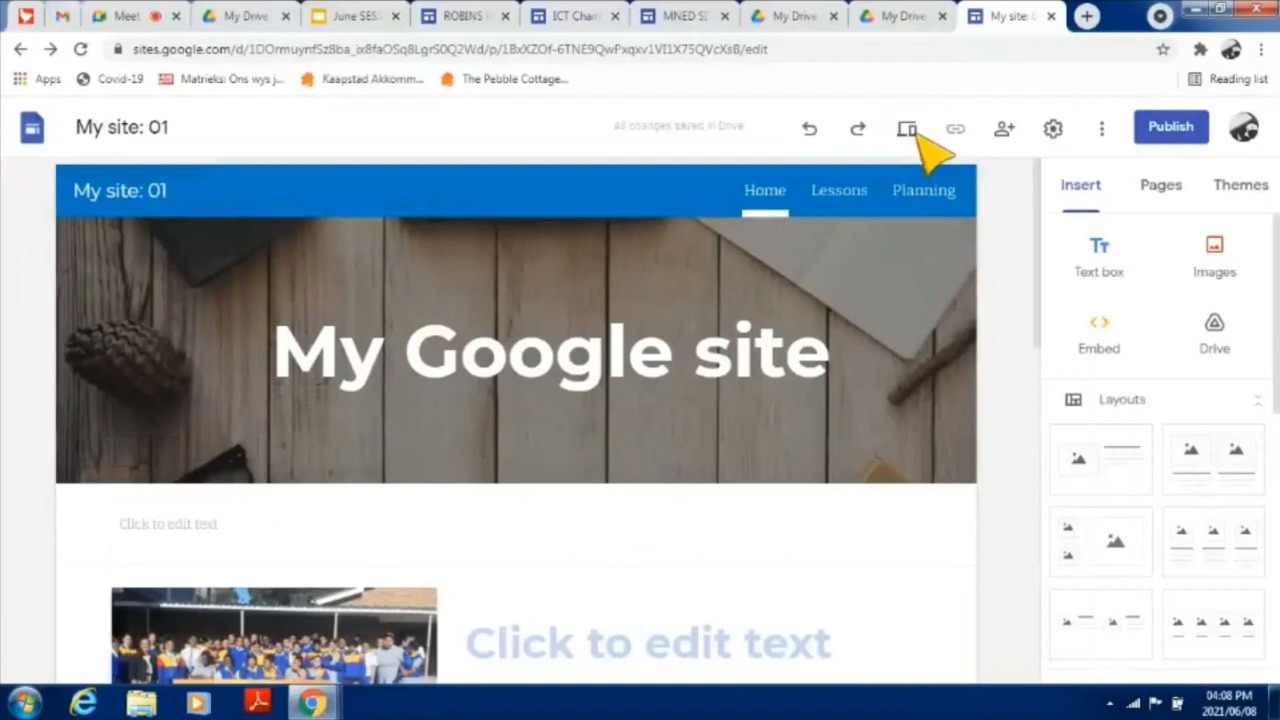 Meet
My Drive
June SES
ROBINS
ICT Cham
MNED SI
My Drive
My Drive
My site:
sites.google.com/d/1DOrmuynfSz8ba_ix8faOSq8LgrS0Q2Wd/p/1BxXZOf-6TNE9QwPxqxv1VI1X75QVcXsB/edit
Apps
Covid-19
Matrieks: Ons wys j...
Kaapstad Akkomm...
The Pebble Cottage...
Reading list
My site: 01
All changes saved in Drive
Publish
My site: 01
Home
Lessons
Planning
Insert
Pages
Themes
Text box
Images
Embed
Drive
Layouts
My Google site
Click to edit text
Click to edit text
04:08 PM
2021/06/08